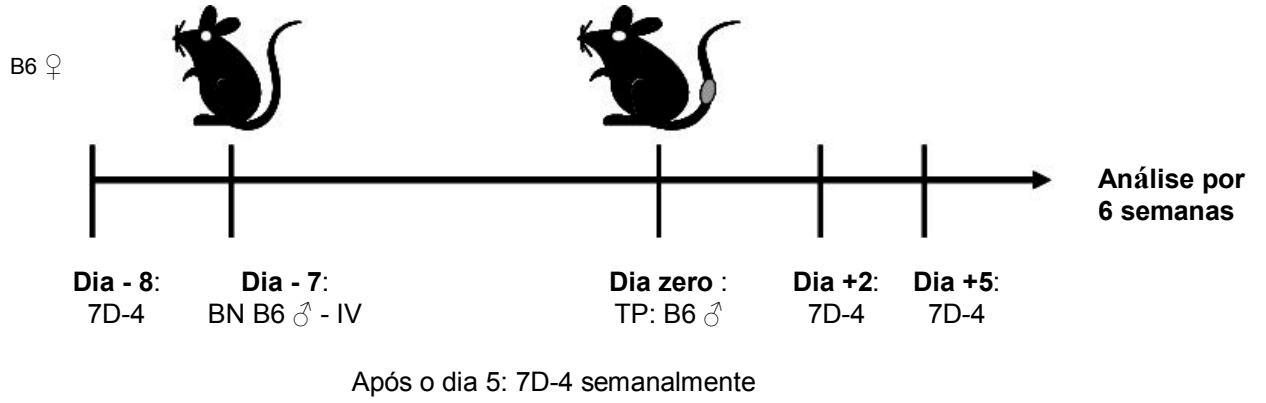 B6 ♀
Análise por
6 semanas
Dia - 8:
7D-4
Dia - 7:
BN B6 ♂ - IV
Dia zero :
TP: B6 ♂
Dia +2:
7D-4
Dia +5:
7D-4
Após o dia 5: 7D-4 semanalmente